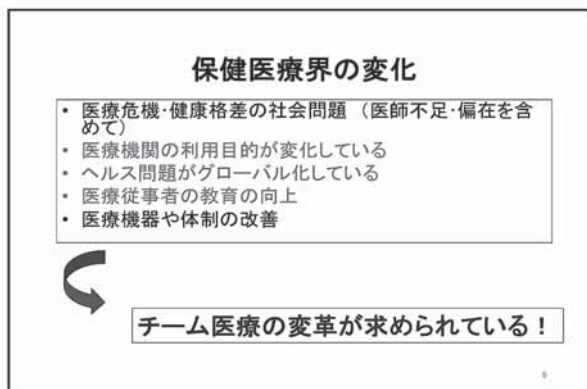 保健医療界の変化
• 医療危機・健康格差の社会問題 （医師不足・偏在を含
めて）
• 医療機関の利用目的が変化している
• ヘルス問題がグローバル化している
• 医療従事者の教育の向上
• 医療機器や体制の改善
チーム医療の変革が求められている！